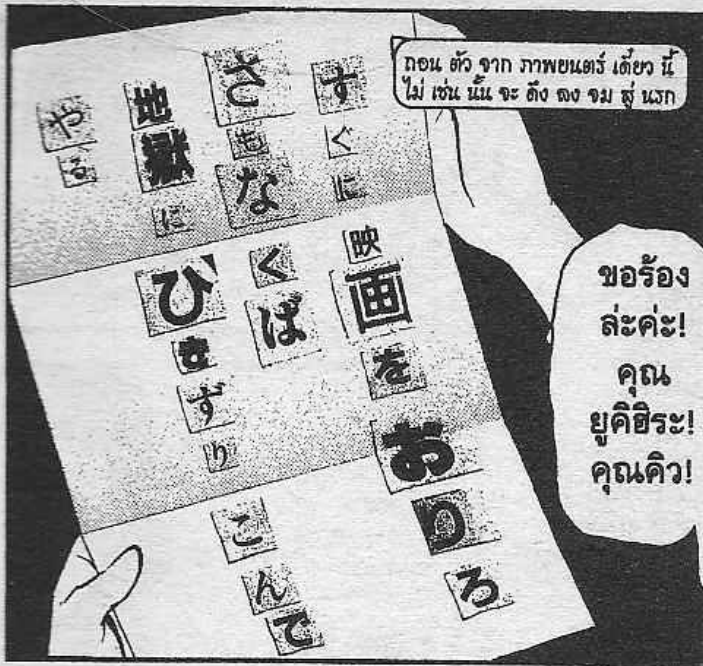 ถอน ตัว จาก ภาพยนตร์ เดี๋ยว นี้
ไม่ เช่น นั้น จะ ดึง ลง จม สู่ นรก
すぐに映画をおりろ
さもなくば
地獄にひきずりこんで
やる
ขอร้อง
ล่ะค่ะ!
คุณ
ยูคิฮิระ!
คุณคิว!